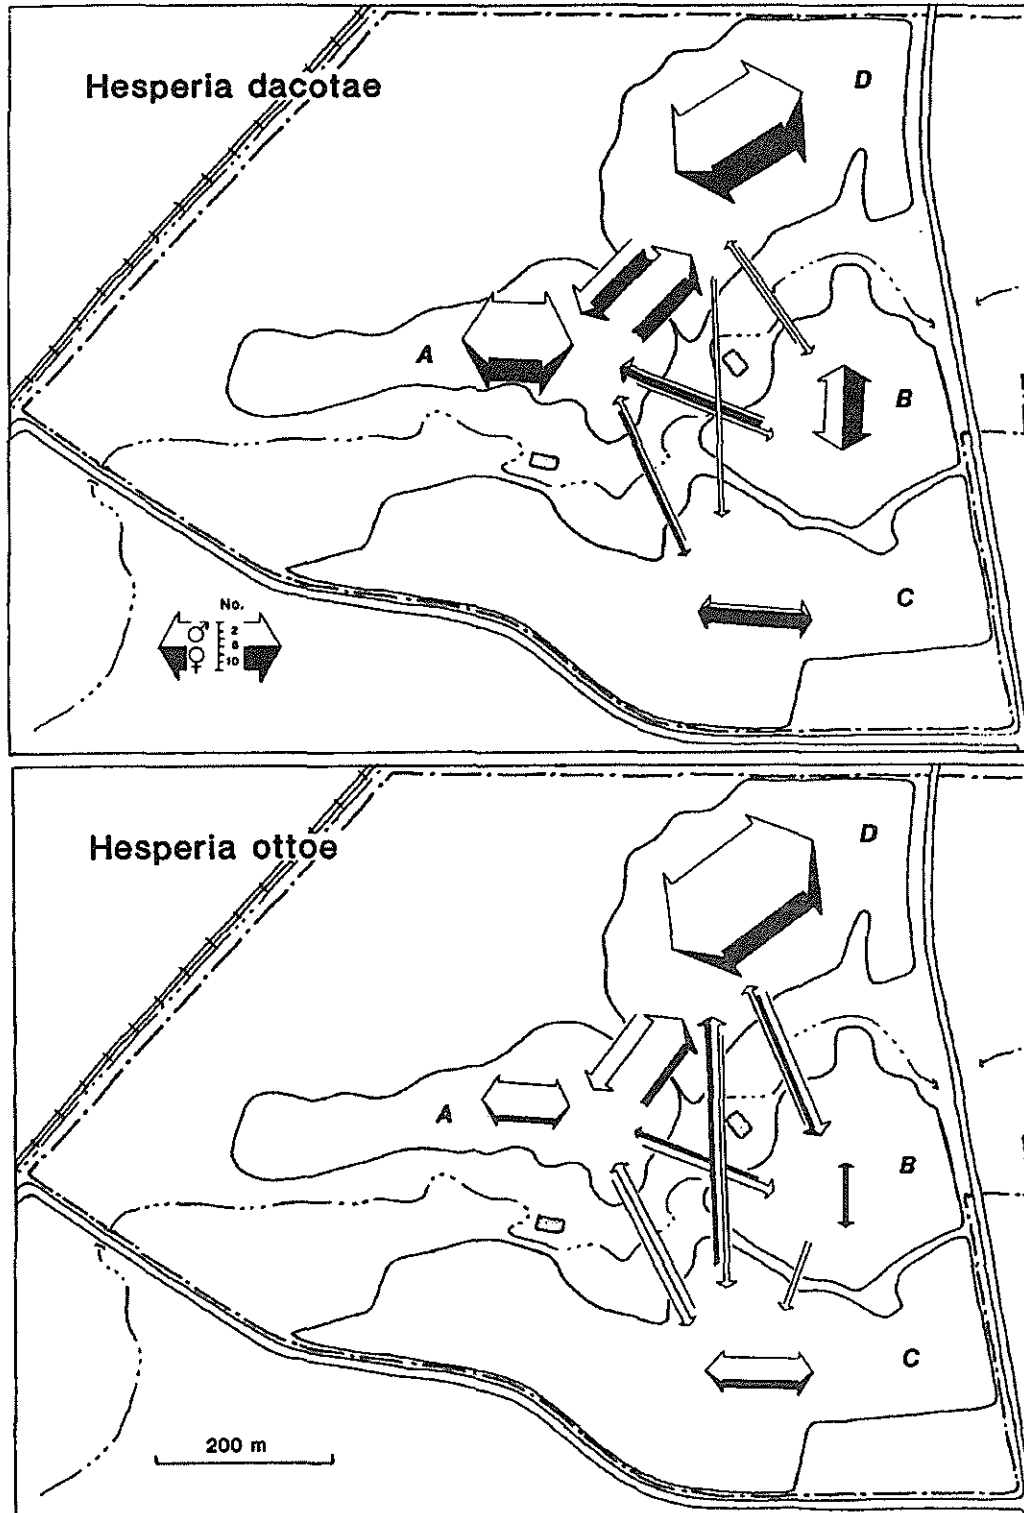 Hesperia dacotae
D
A
B
C
No.
♂ 2
6
♀ 10
Hesperia ottoe
D
A
B
C
200 m